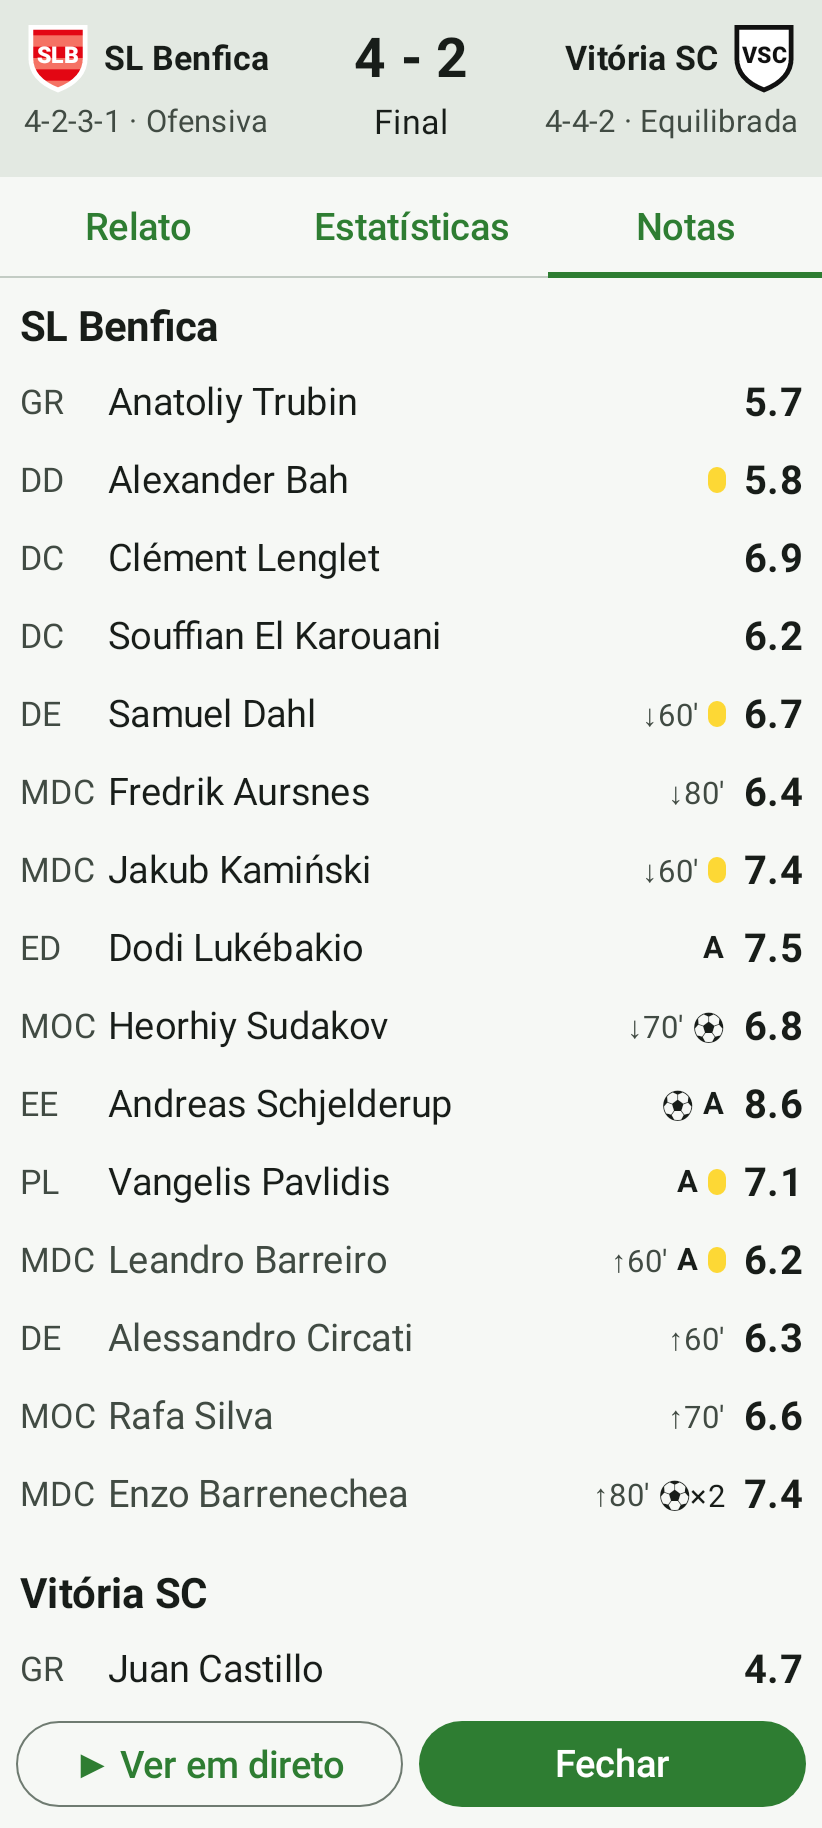 SLB SL Benfica 4 - 2 Vitória SC VSC
4-2-3-1 · Ofensiva Final 4-4-2 · Equilibrada
Relato Estatísticas Notas
SL Benfica
GR Anatoliy Trubin 5.7
DD Alexander Bah 5.8
DC Clément Lenglet 6.9
DC Souffian El Karouani 6.2
DE Samuel Dahl ↓60' 6.7
MDC Fredrik Aursnes ↓80' 6.4
MDC Jakub Kamiński ↓60' 7.4
ED Dodi Lukébakio A 7.5
MOC Heorhiy Sudakov ↓70' ⚽ 6.8
EE Andreas Schjelderup ⚽ A 8.6
PL Vangelis Pavlidis A 7.1
MDC Leandro Barreiro ↑60' A 6.2
DE Alessandro Circati ↑60' 6.3
MOC Rafa Silva ↑70' 6.6
MDC Enzo Barrenechea ↑80' ⚽×2 7.4
Vitória SC
GR Juan Castillo 4.7
► Ver em direto Fechar